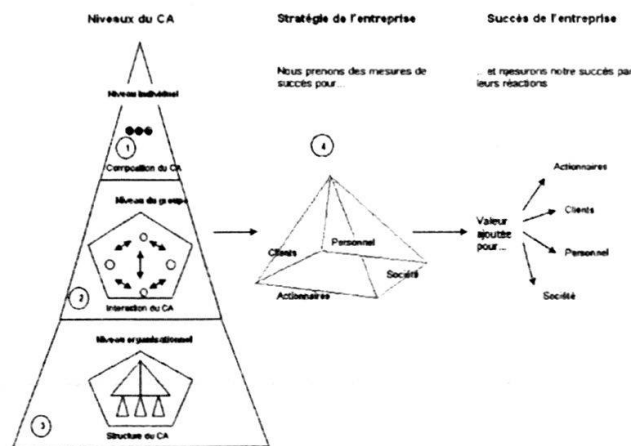 Niveaux du CA
Stratégie de l'entreprise
Succès de l'entreprise
Nous prenons des mesures de
succès pour...
... et mesurons notre succès par
leurs réactions
Niveau individuel
1
Composition du CA
Niveau du groupe
2
Interaction du CA
Niveau organisationnel
3
Structure du CA
4
Clients
Personnel
Société
Actionnaires
Valeur
ajoutée
pour...
Actionnaires
Clients
Personnel
Société